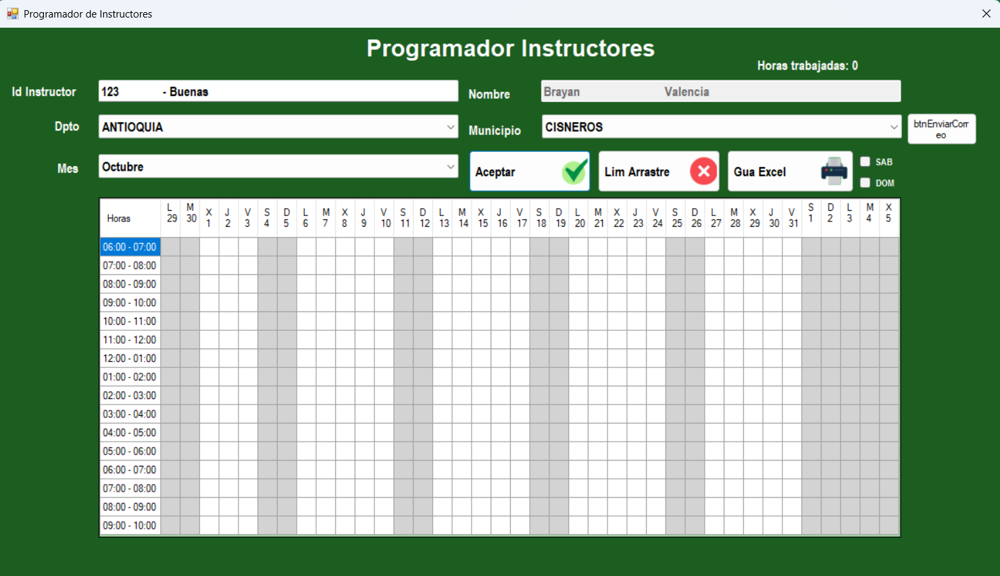 Programador de Instructores
Programador Instructores
Horas trabajadas: 0
Id Instructor 123 - Buenas Nombre Brayan Valencia
Dpto ANTIOQUIA Municipio CISNEROS btnEnviarCorr
eo
Mes Octubre Aceptar Lim Arrastre Gua Excel SAB
DOM
Horas L M X J V S D L M X J V S D L M X J V S D L M X J V S D L M X J V S D L M X
29 30 1 2 3 4 5 6 7 8 9 10 11 12 13 14 15 16 17 18 19 20 21 22 23 24 25 26 27 28 29 30 31 1 2 3 4 5
06:00 - 07:00
07:00 - 08:00
08:00 - 09:00
09:00 - 10:00
10:00 - 11:00
11:00 - 12:00
12:00 - 01:00
01:00 - 02:00
02:00 - 03:00
03:00 - 04:00
04:00 - 05:00
05:00 - 06:00
06:00 - 07:00
07:00 - 08:00
08:00 - 09:00
09:00 - 10:00